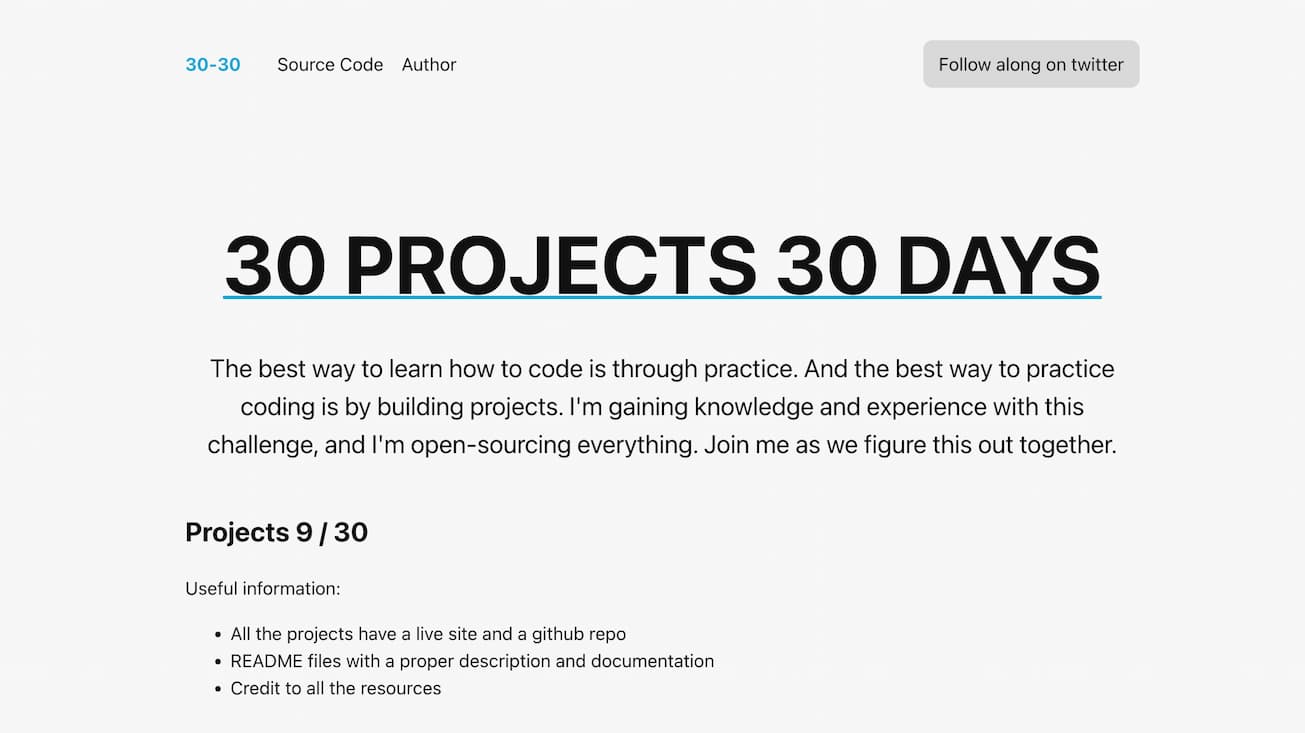 30-30 Source Code Author Follow along on twitter
30 PROJECTS 30 DAYS
The best way to learn how to code is through practice. And the best way to practice
coding is by building projects. I'm gaining knowledge and experience with this
challenge, and I'm open-sourcing everything. Join me as we figure this out together.
Projects 9 / 30
Useful information:
• All the projects have a live site and a github repo
• README files with a proper description and documentation
• Credit to all the resources